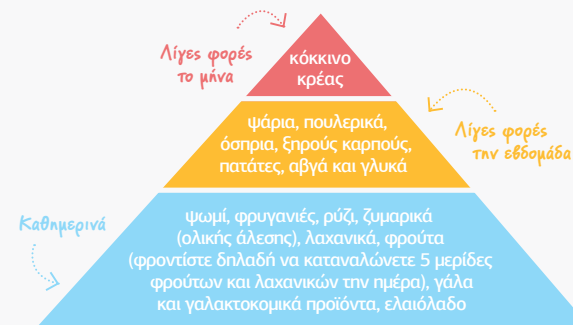 Λίγες φορές
το μήνα
κόκκινο
κρέας
ψάρια, πουλερικά,
όσπρια, ξηρούς καρπούς,
πατάτες, αβγά και γλυκά
Λίγες φορές
την εβδομάδα
Καθημερινά
ψωμί, φρυγανιές, ρύζι, ζυμαρικά
(ολικής άλεσης), λαχανικά, φρούτα
(φροντίστε δηλαδή να καταναλώνετε 5 μερίδες
φρούτων και λαχανικών την ημέρα), γάλα
και γαλακτοκομικά προϊόντα, ελαιόλαδο